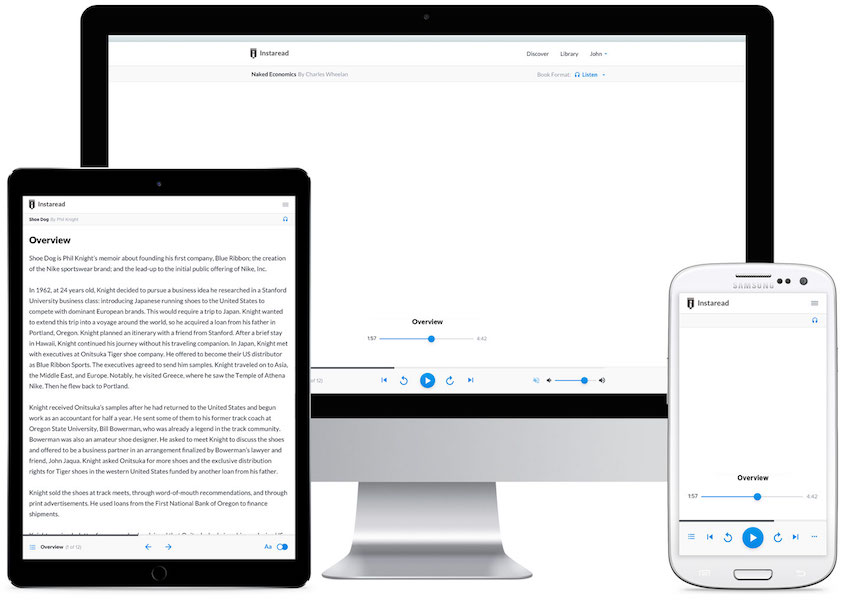 Instaread
Discover Library John
Naked Economics By Charles Wheelan
Book Format: Listen
Overview
1:57 4:42
of 12)
Instaread
Shoe Dog By Phil Knight
Overview
Shoe Dog is Phil Knight's memoir about founding his first company, Blue Ribbon; the creation
of the Nike sportswear brand; and the lead-up to the initial public offering of Nike, Inc.
In 1962, at 24 years old, Knight decided to pursue a business idea he researched in a Stanford
University business class: introducing Japanese running shoes to the United States to
compete with dominant European brands. This would require a trip to Japan. Knight wanted
to extend this trip into a voyage around the world, so he acquired a loan from his father in
Portland, Oregon. Knight planned an itinerary with a friend from Stanford. After a brief stay
in Hawaii, Knight continued his journey without his traveling companion. In Japan, Knight met
with executives at Onitsuka Tiger shoe company. He offered to become their US distributor
as Blue Ribbon Sports. The executives agreed to send him samples. Knight traveled on to Asia,
the Middle East, and Europe. Notably, he visited Greece, where he saw the Temple of Athena
Nike. Then he flew back to Portland.
Knight received Onitsuka's samples after he had returned to the United States and begun
work as an accountant for half a year. He sent some of them to his former track coach at
Oregon State University, Bill Bowerman, who was already a legend in the track community.
Bowerman was also an amateur shoe designer. He asked to meet Knight to discuss the shoes
and offered to be a business partner in an arrangement finalized by Bowerman's lawyer and
friend, John Jaqua. Knight asked Onitsuka for more shoes and the exclusive distribution
rights for Tiger shoes in the western United States funded by another loan from his father.
Knight sold the shoes at track meets, through word-of-mouth recommendations, and through
print advertisements. He used loans from the First National Bank of Oregon to finance
shipments.
Overview (1 of 12)
Aa
SAMSUNG
Instaread
Overview
1:57 4:42